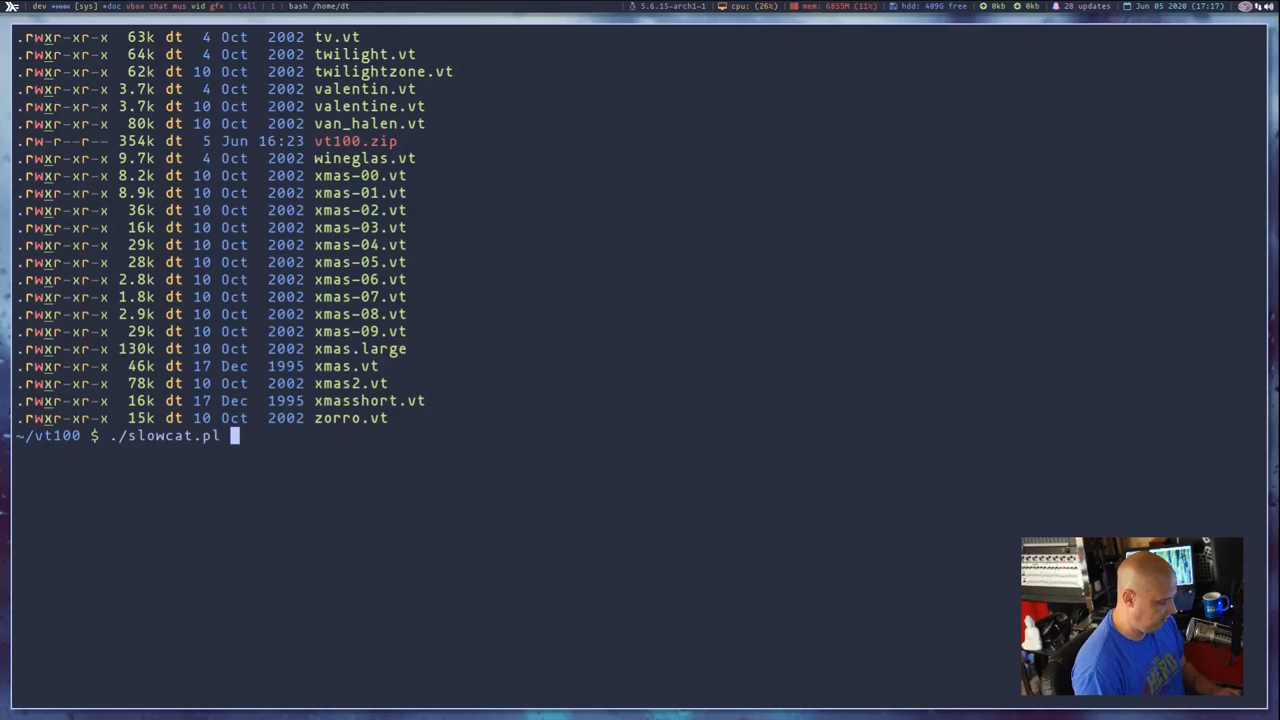 dev +www [sys] +doc vbox chat mus vid gfx | tall | 1 | bash /home/dt 5.6.15-arch1-1 | cpu: (26%) | mem: 6855M (11%) | hdd: 409G free | 0kb 0kb | 28 updates | Jun 05 2020 (17:17)
.rwxr-xr-x 63k dt 4 Oct 2002 tv.vt
.rwxr-xr-x 64k dt 4 Oct 2002 twilight.vt
.rwxr-xr-x 62k dt 10 Oct 2002 twilightzone.vt
.rwxr-xr-x 3.7k dt 4 Oct 2002 valentin.vt
.rwxr-xr-x 3.7k dt 10 Oct 2002 valentine.vt
.rwxr-xr-x 80k dt 10 Oct 2002 van_halen.vt
.rw-r--r-- 354k dt 5 Jun 16:23 vt100.zip
.rwxr-xr-x 9.7k dt 4 Oct 2002 wineglas.vt
.rwxr-xr-x 8.2k dt 10 Oct 2002 xmas-00.vt
.rwxr-xr-x 8.9k dt 10 Oct 2002 xmas-01.vt
.rwxr-xr-x 36k dt 10 Oct 2002 xmas-02.vt
.rwxr-xr-x 16k dt 10 Oct 2002 xmas-03.vt
.rwxr-xr-x 29k dt 10 Oct 2002 xmas-04.vt
.rwxr-xr-x 28k dt 10 Oct 2002 xmas-05.vt
.rwxr-xr-x 2.8k dt 10 Oct 2002 xmas-06.vt
.rwxr-xr-x 1.8k dt 10 Oct 2002 xmas-07.vt
.rwxr-xr-x 2.9k dt 10 Oct 2002 xmas-08.vt
.rwxr-xr-x 29k dt 10 Oct 2002 xmas-09.vt
.rwxr-xr-x 130k dt 10 Oct 2002 xmas.large
.rwxr-xr-x 46k dt 17 Dec 1995 xmas.vt
.rwxr-xr-x 78k dt 10 Oct 2002 xmas2.vt
.rwxr-xr-x 16k dt 17 Dec 1995 xmasshort.vt
.rwxr-xr-x 15k dt 10 Oct 2002 zorro.vt
~/vt100 $ ./slowcat.pl
HERO